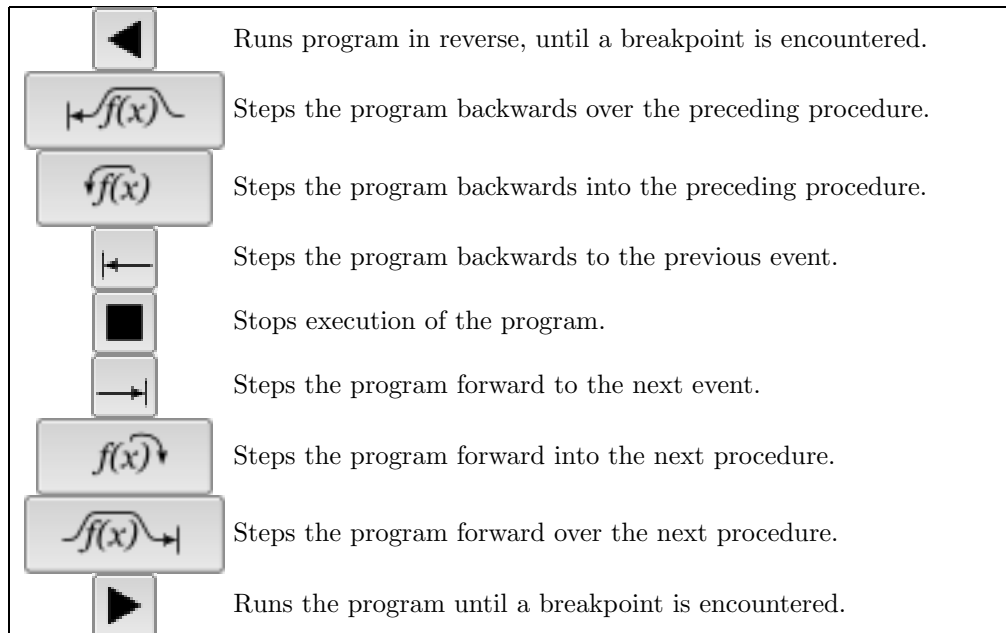 Runs program in reverse, until a breakpoint is encountered.
f(x) Steps the program backwards over the preceding procedure.
f(x) Steps the program backwards into the preceding procedure.
Steps the program backwards to the previous event.
Stops execution of the program.
Steps the program forward to the next event.
f(x) Steps the program forward into the next procedure.
f(x) Steps the program forward over the next procedure.
Runs the program until a breakpoint is encountered.